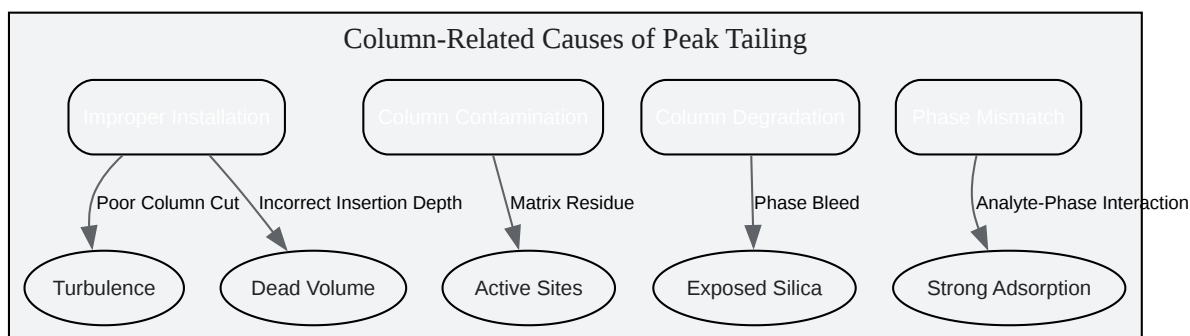 Column-Related Causes of Peak Tailing
Improper Installation
Column Contamination
Column Degradation
Phase Mismatch
Poor Column Cut
Incorrect Insertion Depth
Matrix Residue
Phase Bleed
Analyte-Phase Interaction
Turbulence
Dead Volume
Active Sites
Exposed Silica
Strong Adsorption